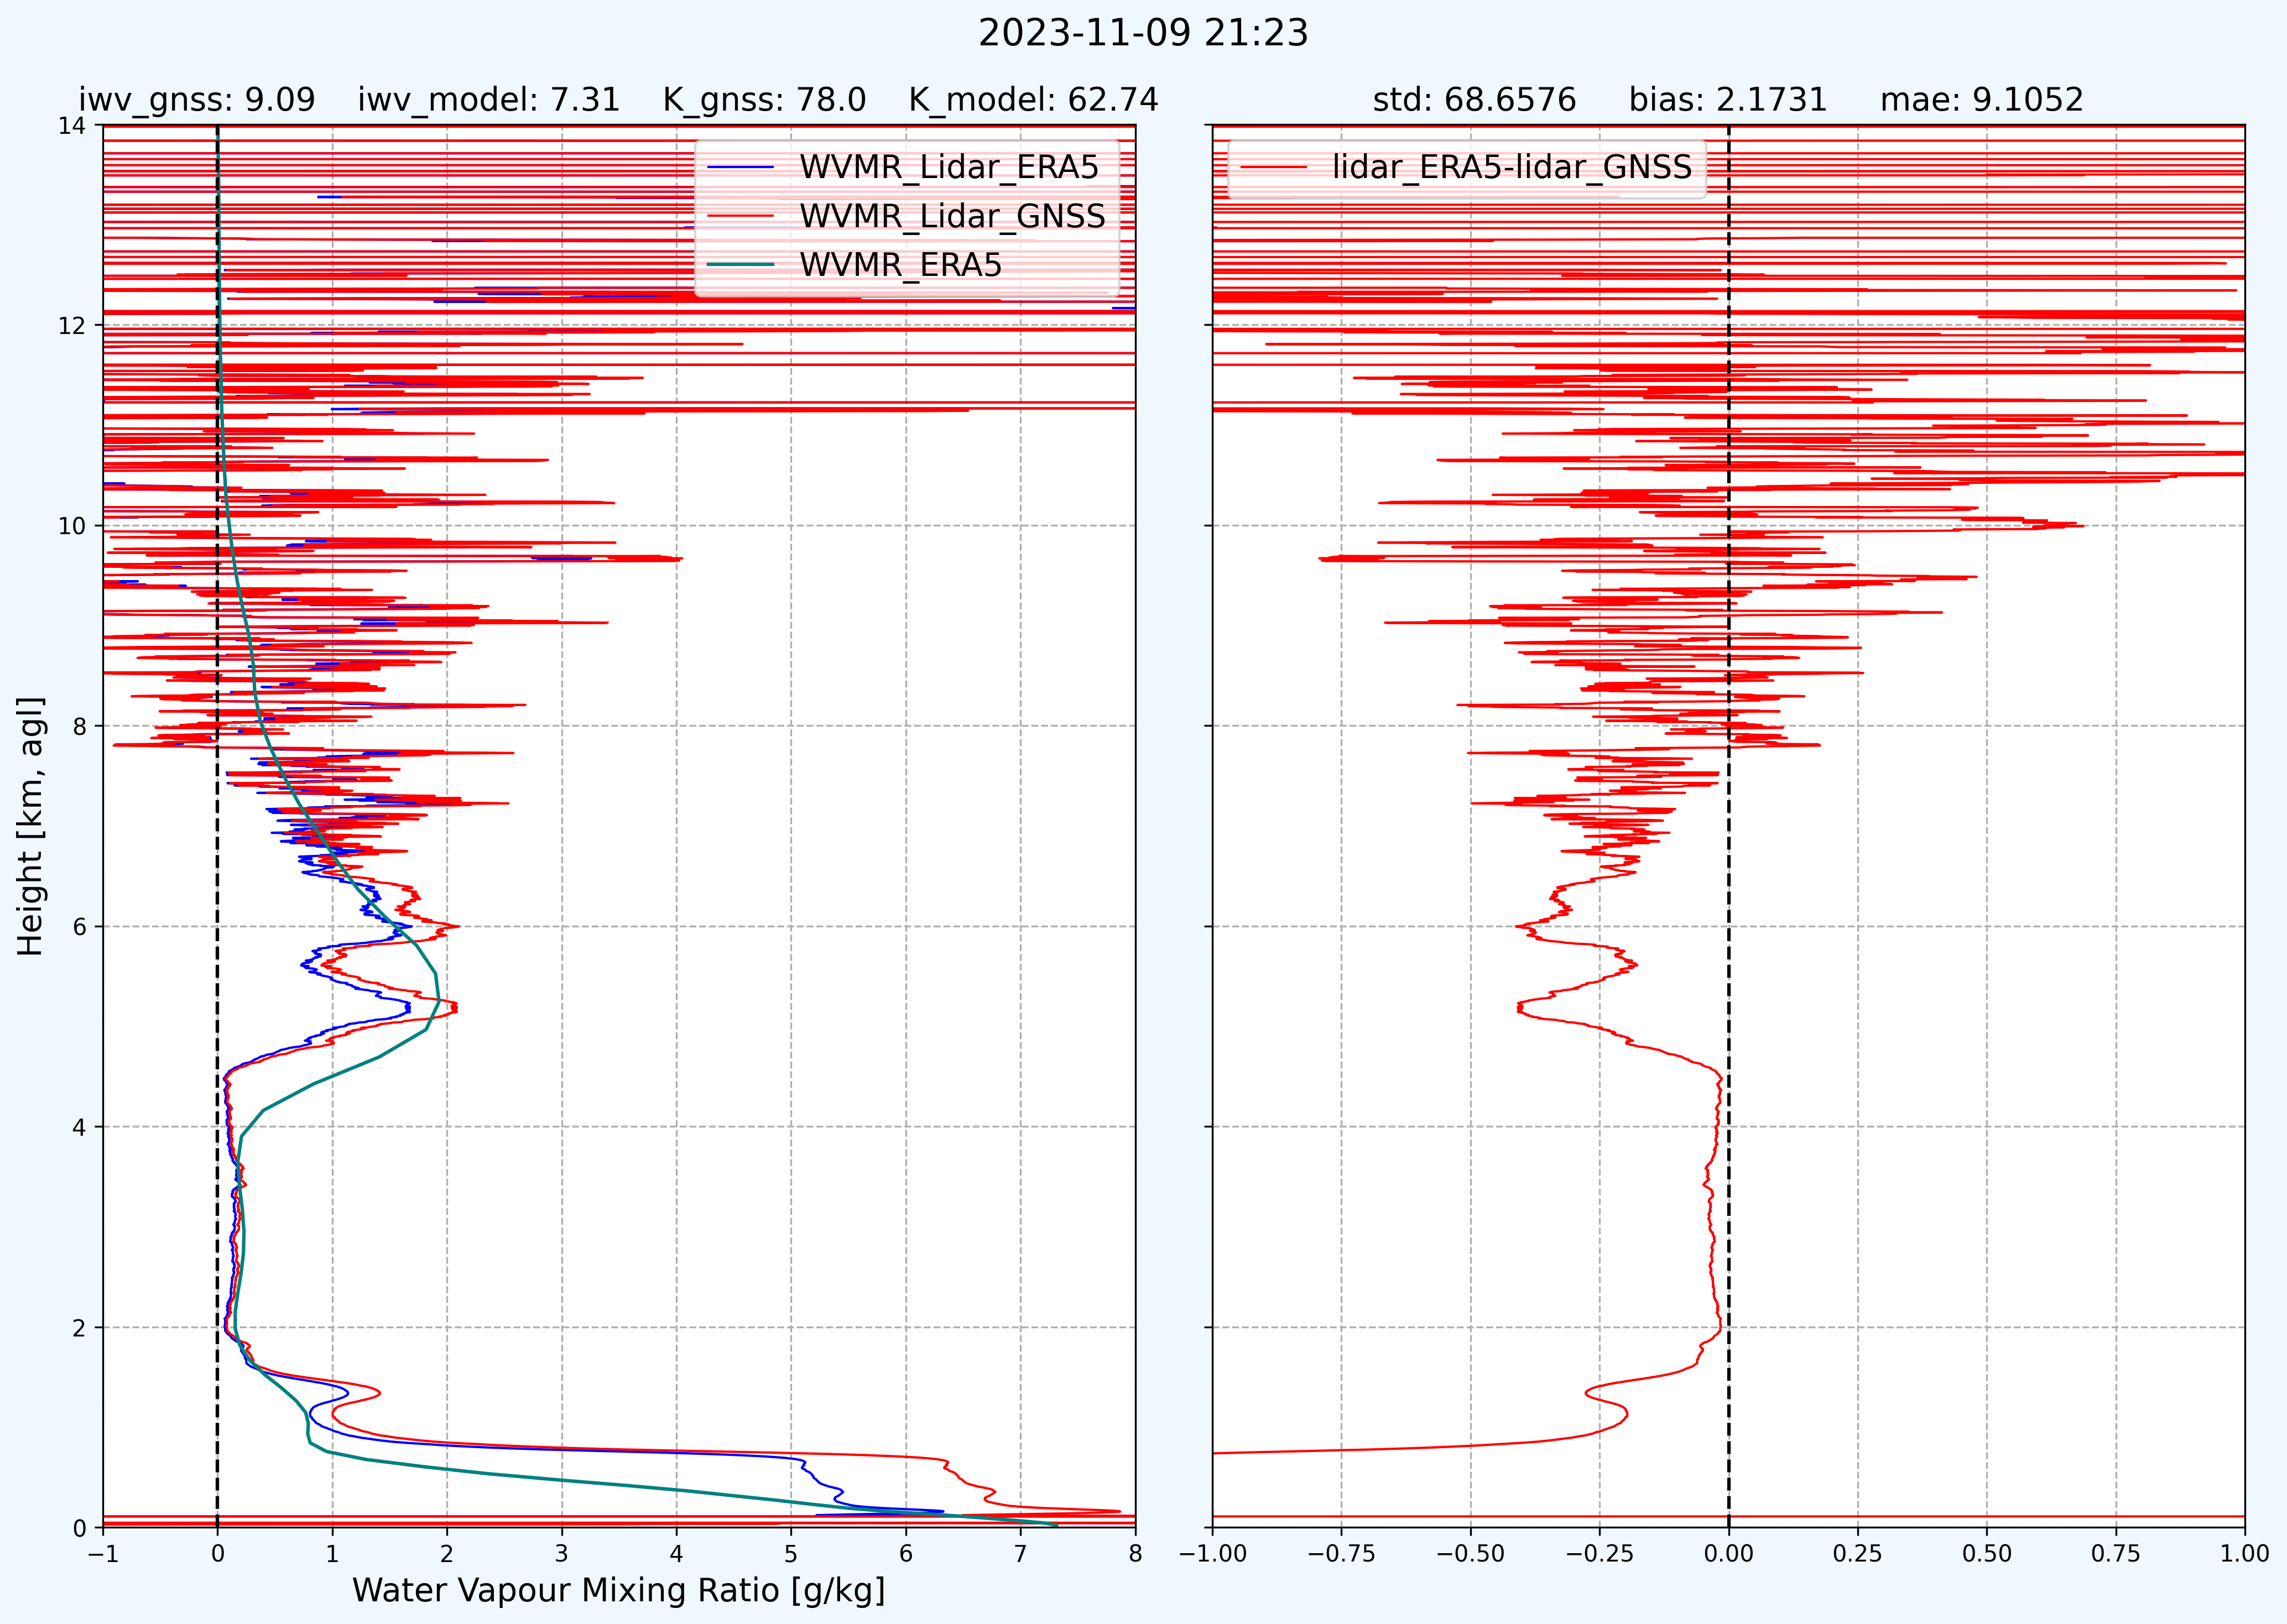 2023-11-09 21:23
iwv_gnss: 9.09 iwv_model: 7.31 K_gnss: 78.0 K_model: 62.74
std: 68.6576 bias: 2.1731 mae: 9.1052
WVMR_Lidar_ERA5
WVMR_Lidar_GNSS
WVMR_ERA5
lidar_ERA5-lidar_GNSS
Height [km, agl]
14
12
10
8
6
4
2
0
−1 0 1 2 3 4 5 6 7 8
Water Vapour Mixing Ratio [g/kg]
−1.00 −0.75 −0.50 −0.25 0.00 0.25 0.50 0.75 1.00